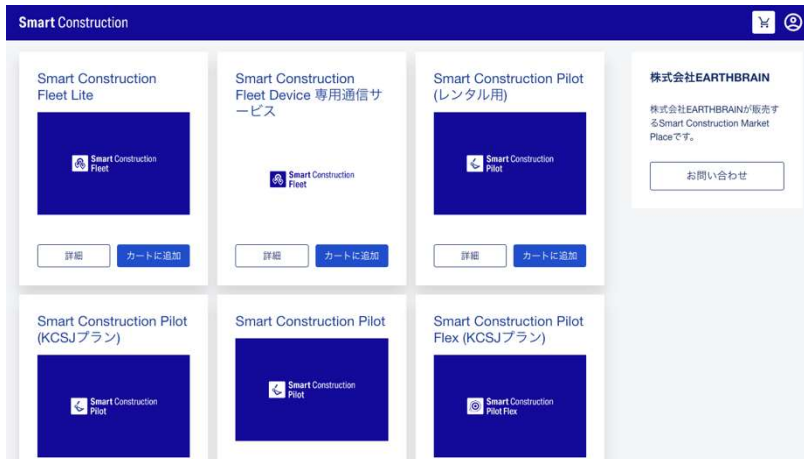 Smart Construction
Smart Construction
Fleet Lite
Smart Construction
Fleet
詳細
カートに追加
Smart Construction
Fleet Device 専用通信サ
ービス
Smart Construction
Fleet
詳細
カートに追加
Smart Construction Pilot
(レンタル用)
Smart Construction
Pilot
詳細
カートに追加
株式会社EARTHBRAIN
株式会社EARTHBRAINが販売す
るSmart Construction Market
Placeです。
お問い合わせ
Smart Construction Pilot
(KCSJプラン)
Smart Construction
Pilot
Smart Construction Pilot
Smart Construction
Pilot
Smart Construction Pilot
Flex (KCSJプラン)
Smart Construction
Pilot Flex